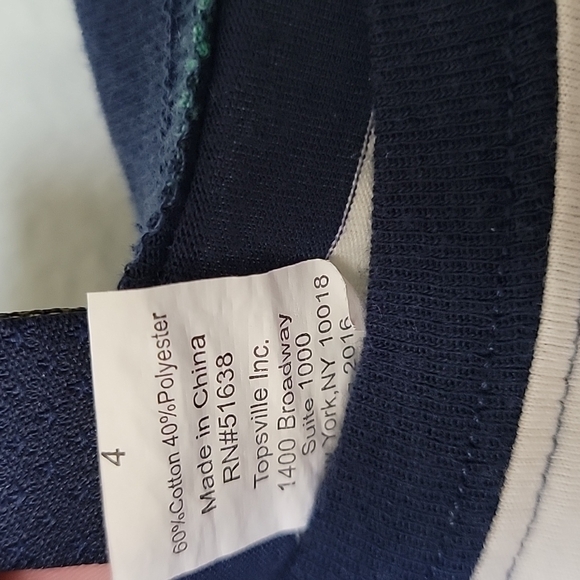 4
60%Cotton 40%Polyester
Made in China
RN#51638
Topsville Inc.
1400 Broadway
Suite 1000
York,NY 10018
2016